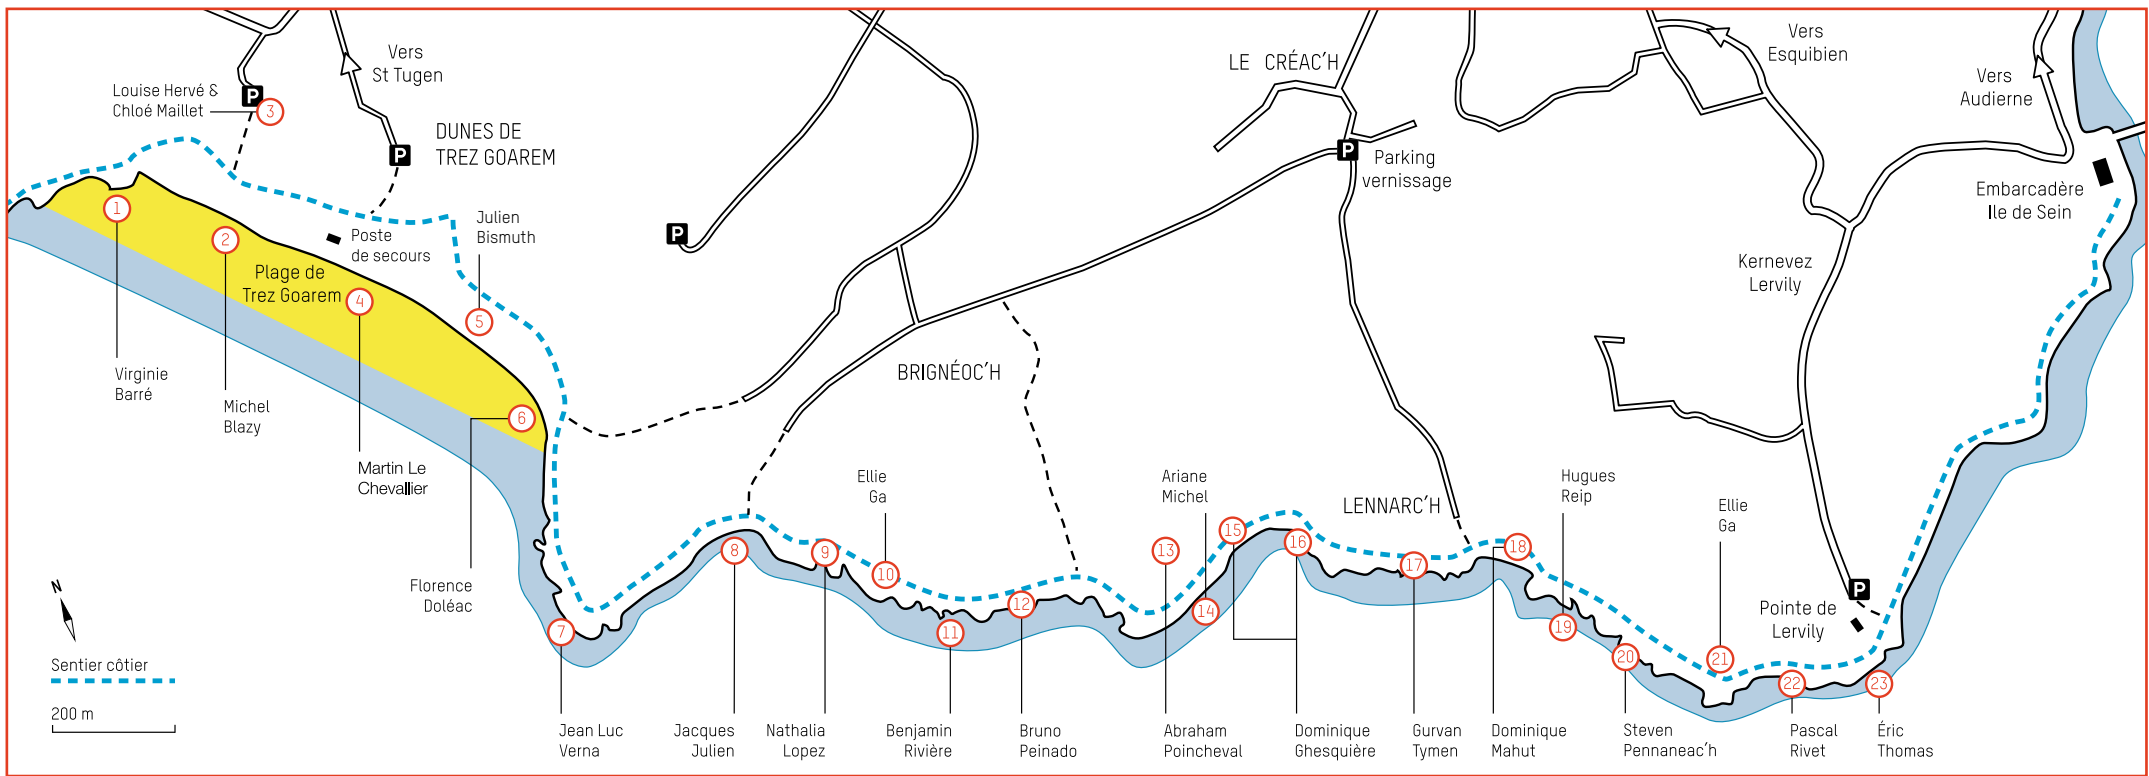 Vers
St Tugen
Louise Hervé &
Chloé Maillet
P
3
P
DUNES DE
TREZ GOAREM
LE CRÉAC'H
Vers
Esquibien
Vers
Audierne
P
Parking
vernissage
Embarcadère
Ile de Sein
1
2
Julien
Bismuth
Poste
de secours
P
Plage de
Trez Goarem
4
5
Kernevez
Lervily
Virginie
Barré
Michel
Blazy
6
BRIGNÉOC'H
Martin Le
Chevallier
Ellie
Ga
Ariane
Michel
LENNARC'H
Hugues
Reip
Ellie
Ga
Florence
Doléac
7
8
9
10
11
12
13
14
15
16
17
18
19
20
21
22
23
P
Pointe de
Lervily
N
Sentier côtier
200 m
Jean Luc
Verna
Jacques
Julien
Nathalia
Lopez
Benjamin
Rivière
Bruno
Peinado
Abraham
Poincheval
Dominique
Ghesquière
Gurvan
Tymen
Dominique
Mahut
Steven
Pennaneac'h
Pascal
Rivet
Éric
Thomas